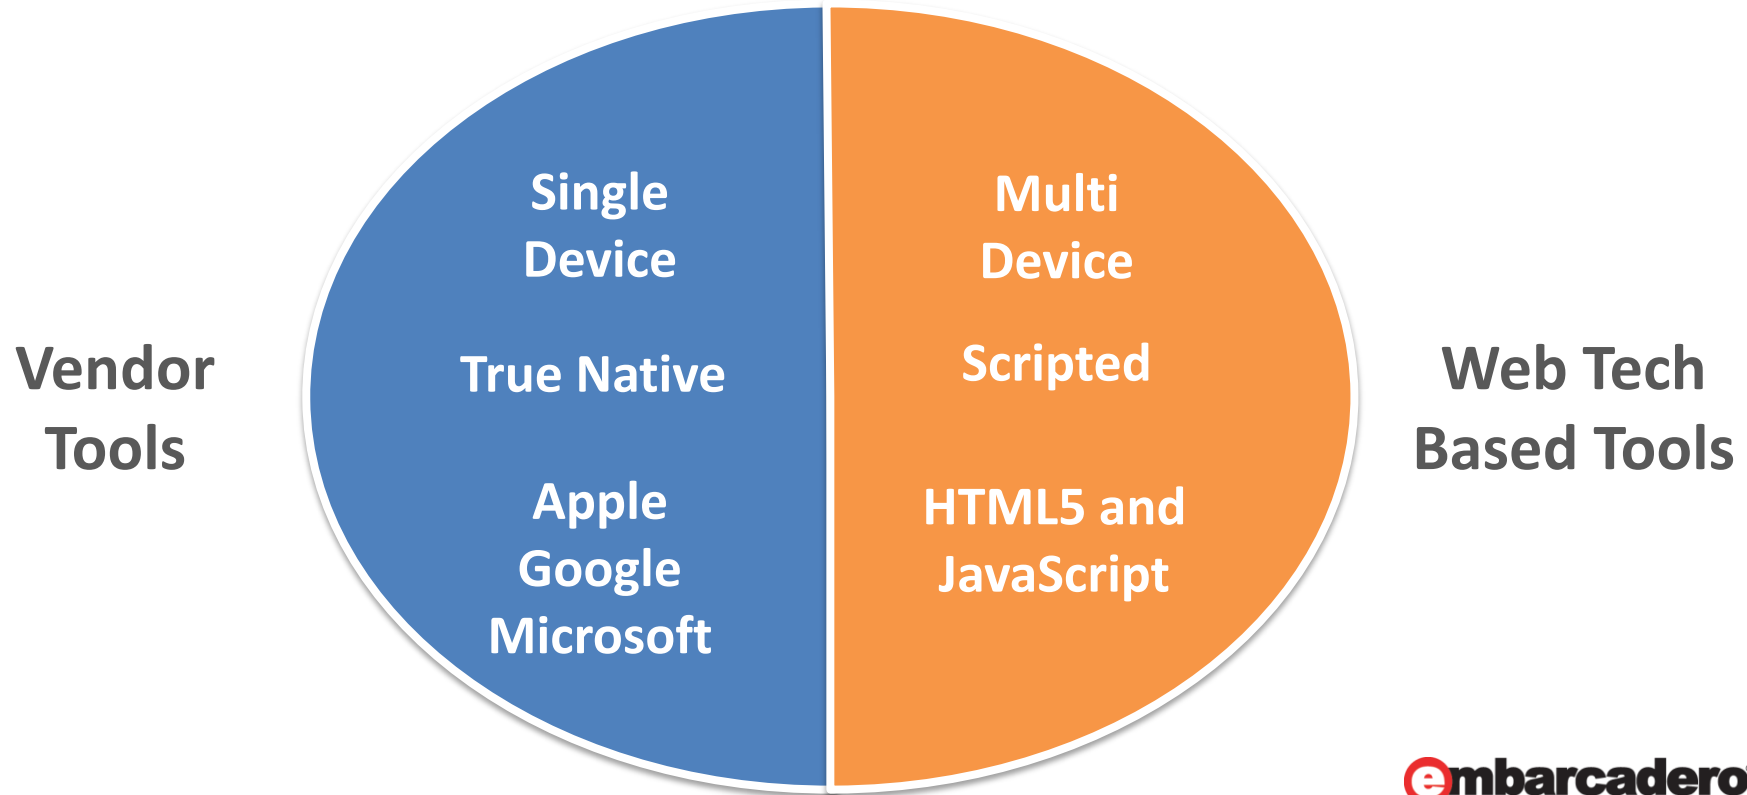 Vendor
Tools
Single
Device
True Native
Apple
Google
Microsoft
Multi
Device
Scripted
HTML5 and
JavaScript
Web Tech
Based Tools
embarcadero